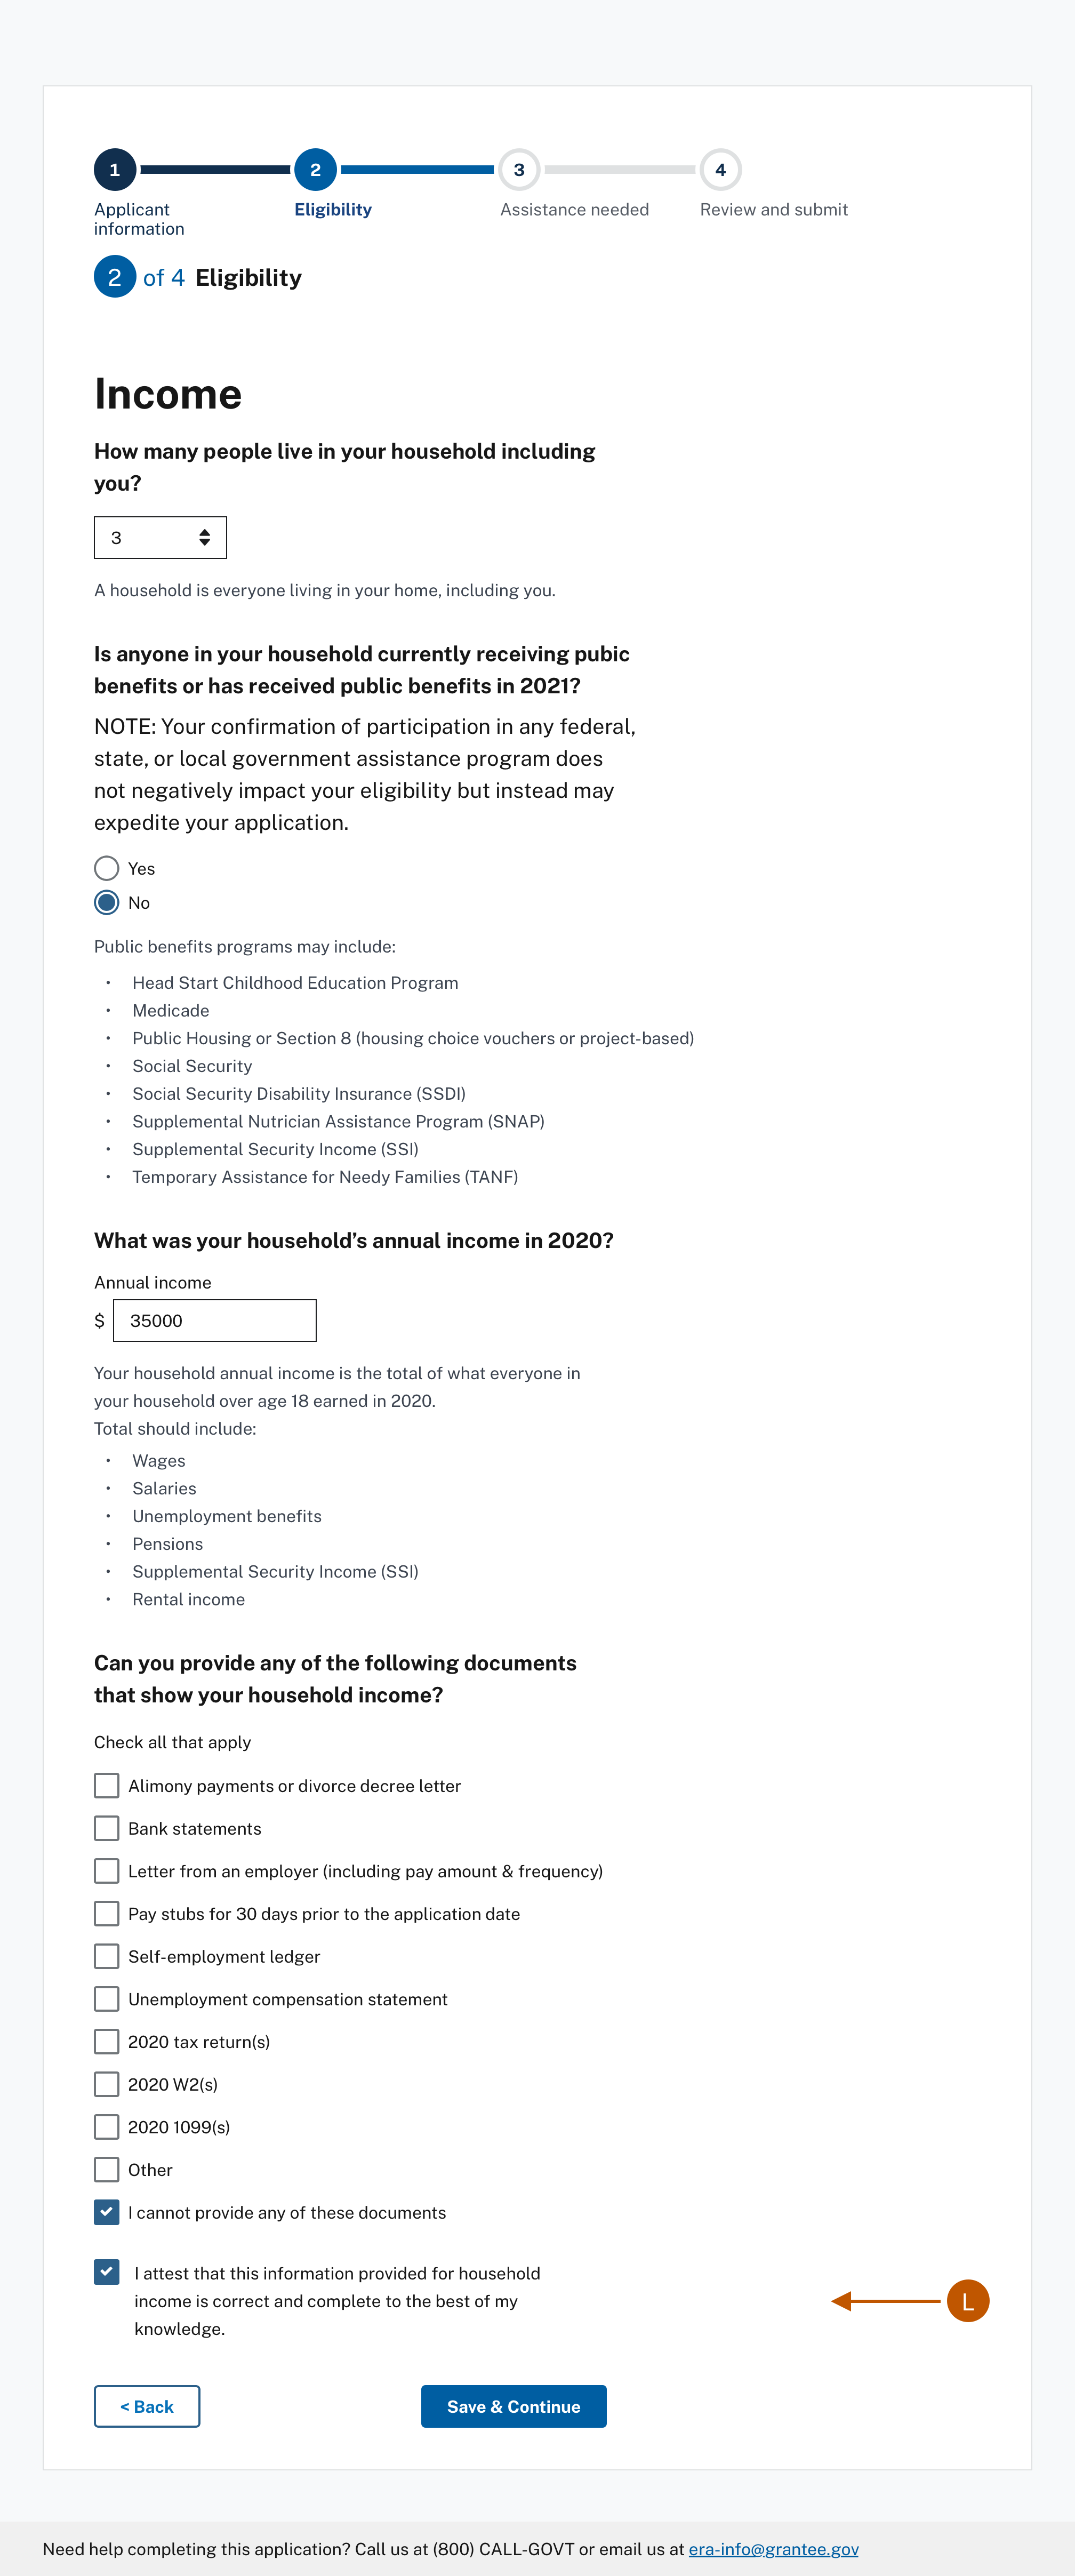 1
2
3
4
Applicant
information
Eligibility
Assistance needed
Review and submit
2 of 4 Eligibility
Income
How many people live in your household including
you?
3
A household is everyone living in your home, including you.
Is anyone in your household currently receiving pubic
benefits or has received public benefits in 2021?
NOTE: Your confirmation of participation in any federal,
state, or local government assistance program does
not negatively impact your eligibility but instead may
expedite your application.
Yes
No
Public benefits programs may include:
• Head Start Childhood Education Program
• Medicade
• Public Housing or Section 8 (housing choice vouchers or project-based)
• Social Security
• Social Security Disability Insurance (SSDI)
• Supplemental Nutrician Assistance Program (SNAP)
• Supplemental Security Income (SSI)
• Temporary Assistance for Needy Families (TANF)
What was your household’s annual income in 2020?
Annual income
$ 35000
Your household annual income is the total of what everyone in
your household over age 18 earned in 2020.
Total should include:
• Wages
• Salaries
• Unemployment benefits
• Pensions
• Supplemental Security Income (SSI)
• Rental income
Can you provide any of the following documents
that show your household income?
Check all that apply
Alimony payments or divorce decree letter
Bank statements
Letter from an employer (including pay amount & frequency)
Pay stubs for 30 days prior to the application date
Self-employment ledger
Unemployment compensation statement
2020 tax return(s)
2020 W2(s)
2020 1099(s)
Other
I cannot provide any of these documents
I attest that this information provided for household
income is correct and complete to the best of my
knowledge.
L
< Back
Save & Continue
Need help completing this application? Call us at (800) CALL-GOVT or email us at era-info@grantee.gov